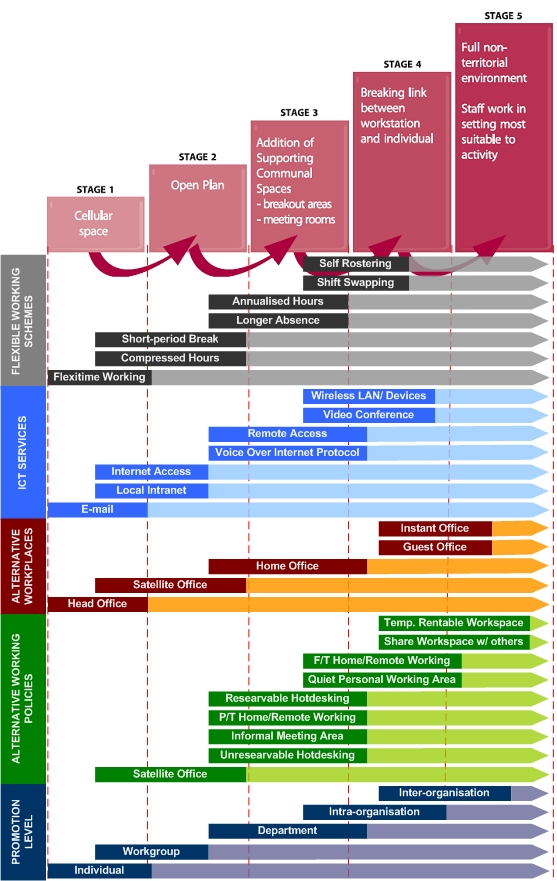 STAGE 5
Full non-
territorial
environment
Staff work in
setting most
suitable to
activity
STAGE 4
Breaking link
between
workstation
and individual
STAGE 3
Addition of
Supporting
Communal
Spaces
- breakout areas
- meeting rooms
STAGE 2
Open Plan
STAGE 1
Cellular
space
FLEXIBLE WORKING
SCHEMES
Self Rostering
Shift Swapping
Annualised Hours
Longer Absence
Short-period Break
Compressed Hours
Flexitime Working
ICT SERVICES
Wireless LAN/ Devices
Video Conference
Remote Access
Voice Over Internet Protocol
Internet Access
Local Intranet
E-mail
ALTERNATIVE
WORKPLACES
Instant Office
Guest Office
Home Office
Satellite Office
Head Office
ALTERNATIVE WORKING
POLICIES
Temp. Rentable Workspace
Share Workspace w/ others
F/T Home/Remote Working
Quiet Personal Working Area
Researvable Hotdesking
P/T Home/Remote Working
Informal Meeting Area
Unresearvable Hotdesking
Satellite Office
PROMOTION
LEVEL
Inter-organisation
Intra-organisation
Department
Workgroup
Individual